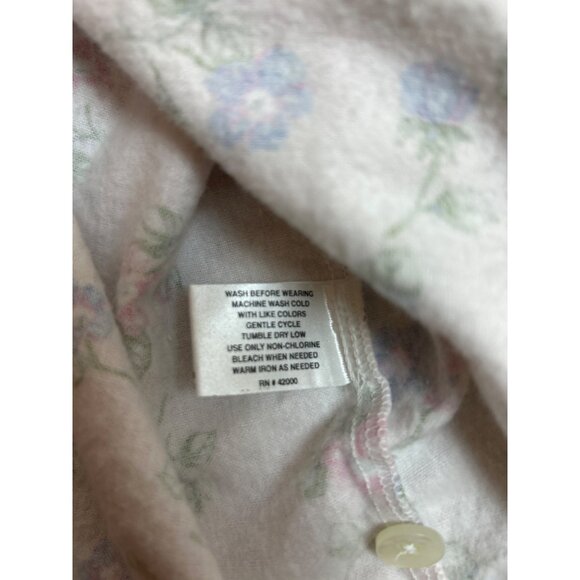 WASH BEFORE WEARING
MACHINE WASH COLD
WITH LIKE COLORS
GENTLE CYCLE
TUMBLE DRY LOW
USE ONLY NON-CHLORINE
BLEACH WHEN NEEDED
WARM IRON AS NEEDED
RN # 42000